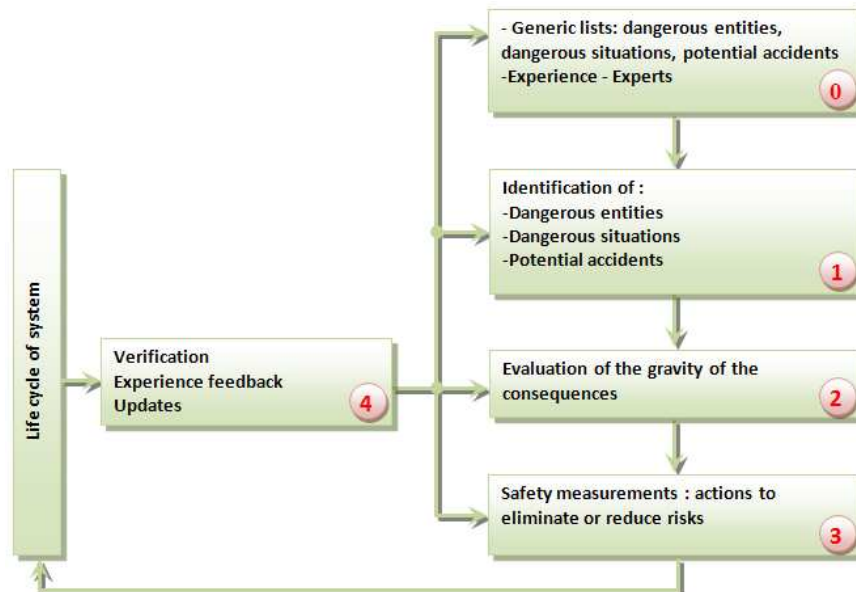 - Generic lists: dangerous entities,
dangerous situations, potential accidents
-Experience - Experts
0
Identification of :
-Dangerous entities
-Dangerous situations
-Potential accidents
1
Life cycle of system
Verification
Experience feedback
Updates
4
Evaluation of the gravity of the
consequences
2
Safety measurements : actions to
eliminate or reduce risks
3